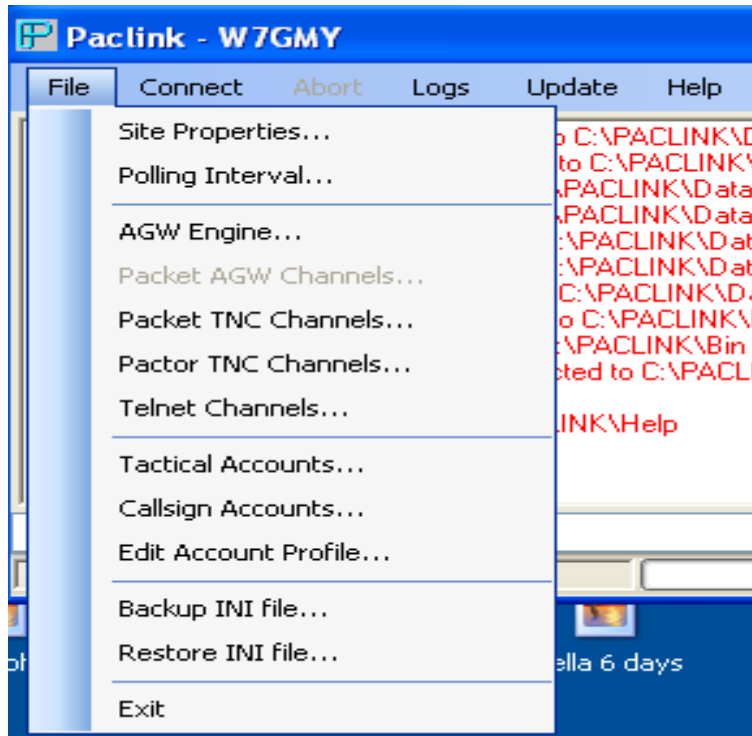 Paclink - W7GMY
File Connect Abort Logs Update Help
Site Properties...
Polling Interval...
AGW Engine...
Packet AGW Channels...
Packet TNC Channels...
Pactor TNC Channels...
Telnet Channels...
Tactical Accounts...
Callsign Accounts...
Edit Account Profile...
Backup INI file...
Restore INI file...
Exit
C:\PACLINK\D
to C:\PACLINK\
\PACLINK\Data
\PACLINK\Data
:\PACLINK\Dat
:\PACLINK\Dat
C:\PACLINK\Da
o C:\PACLINK\
:\PACLINK\Bin
cted to C:\PACL
INK\Help
ella 6 days